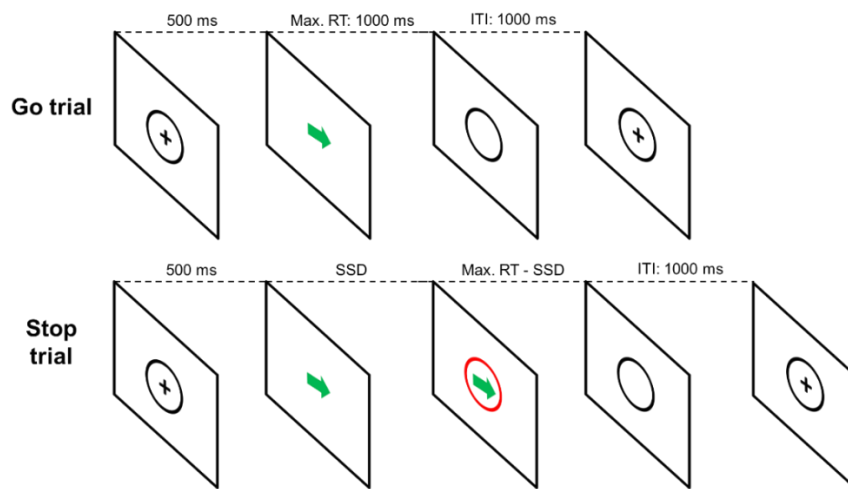 500 ms
Max. RT: 1000 ms
ITI: 1000 ms
Go trial
500 ms
SSD
Max. RT - SSD
ITI: 1000 ms
Stop
trial